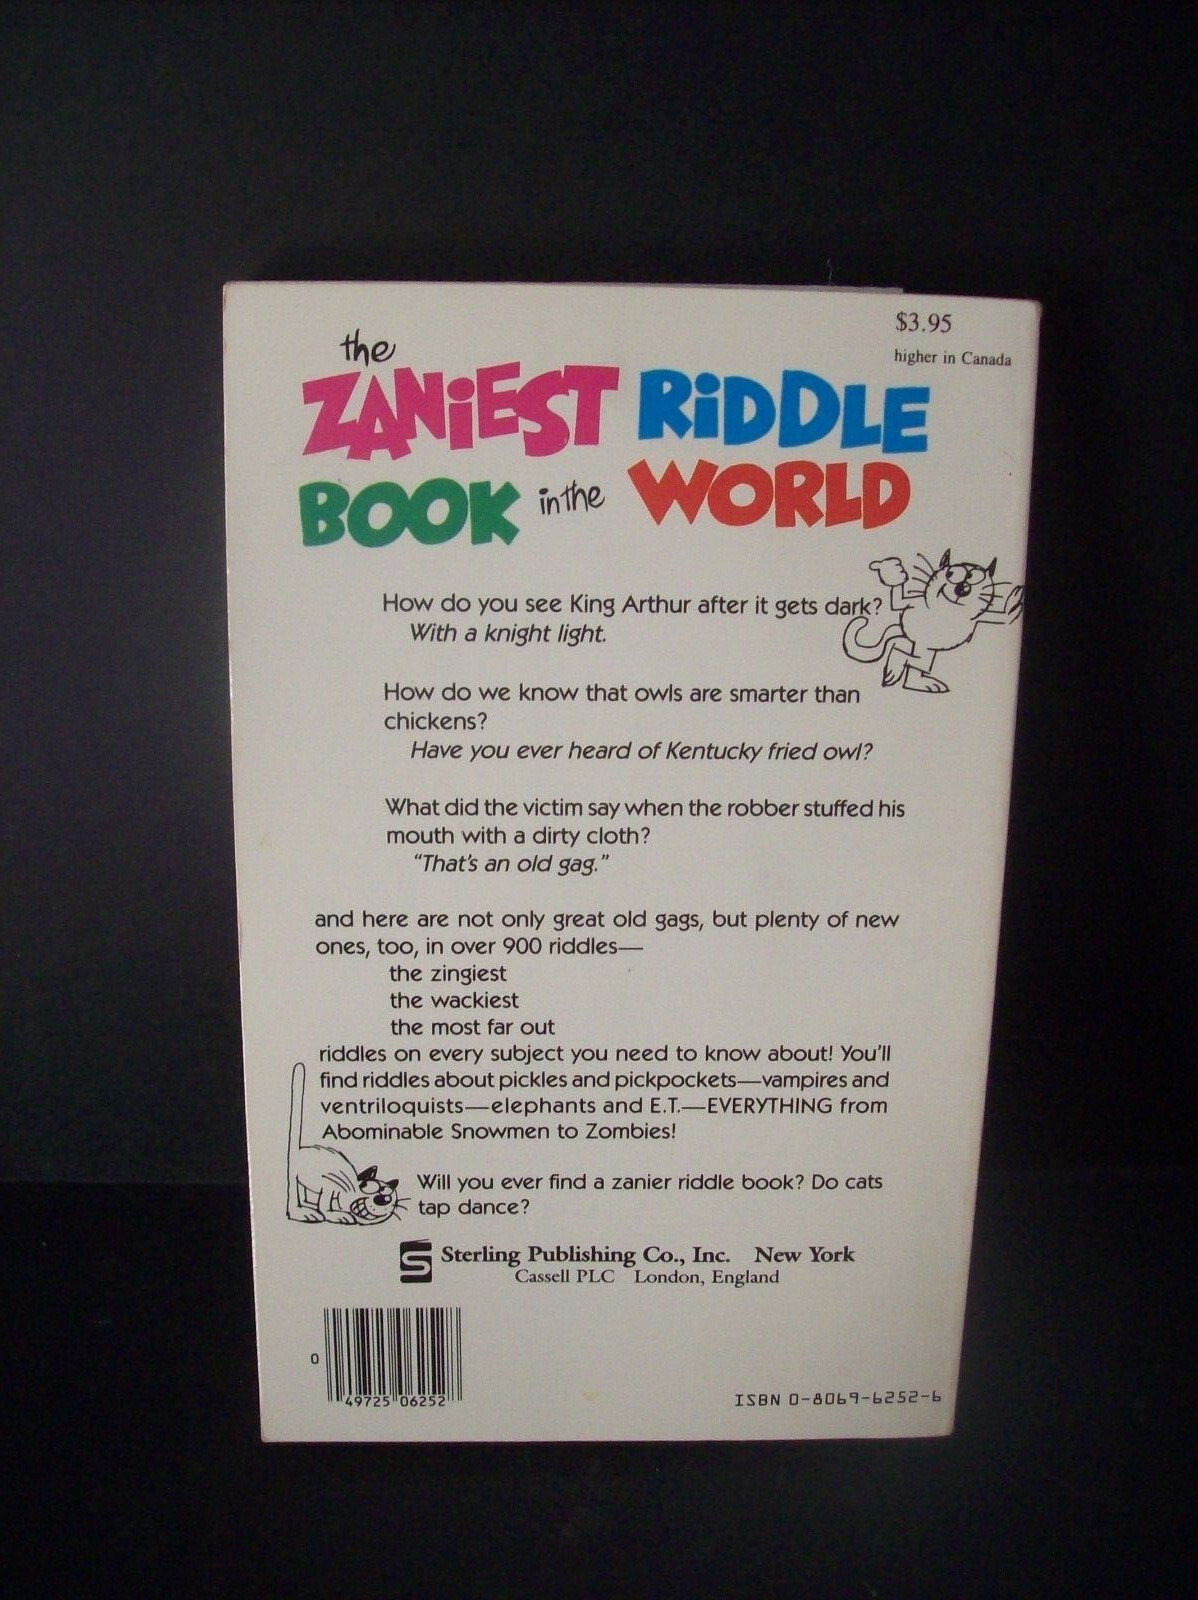 $3.95
higher in Canada
the
ZANiEST RiDDLE
BOOK in the WORLD
How do you see King Arthur after it gets dark?
With a knight light.
How do we know that owls are smarter than
chickens?
Have you ever heard of Kentucky fried owl?
What did the victim say when the robber stuffed his
mouth with a dirty cloth?
“That’s an old gag.”
and here are not only great old gags, but plenty of new
ones, too, in over 900 riddles—
the zingiest
the wackiest
the most far out
riddles on every subject you need to know about! You’ll
find riddles about pickles and pickpockets—vampires and
ventriloquists—elephants and E.T.—EVERYTHING from
Abominable Snowmen to Zombies!
Will you ever find a zanier riddle book? Do cats
tap dance?
S Sterling Publishing Co., Inc. New York
Cassell PLC London, England
0
49725 06252
ISBN 0-8069-6252-6